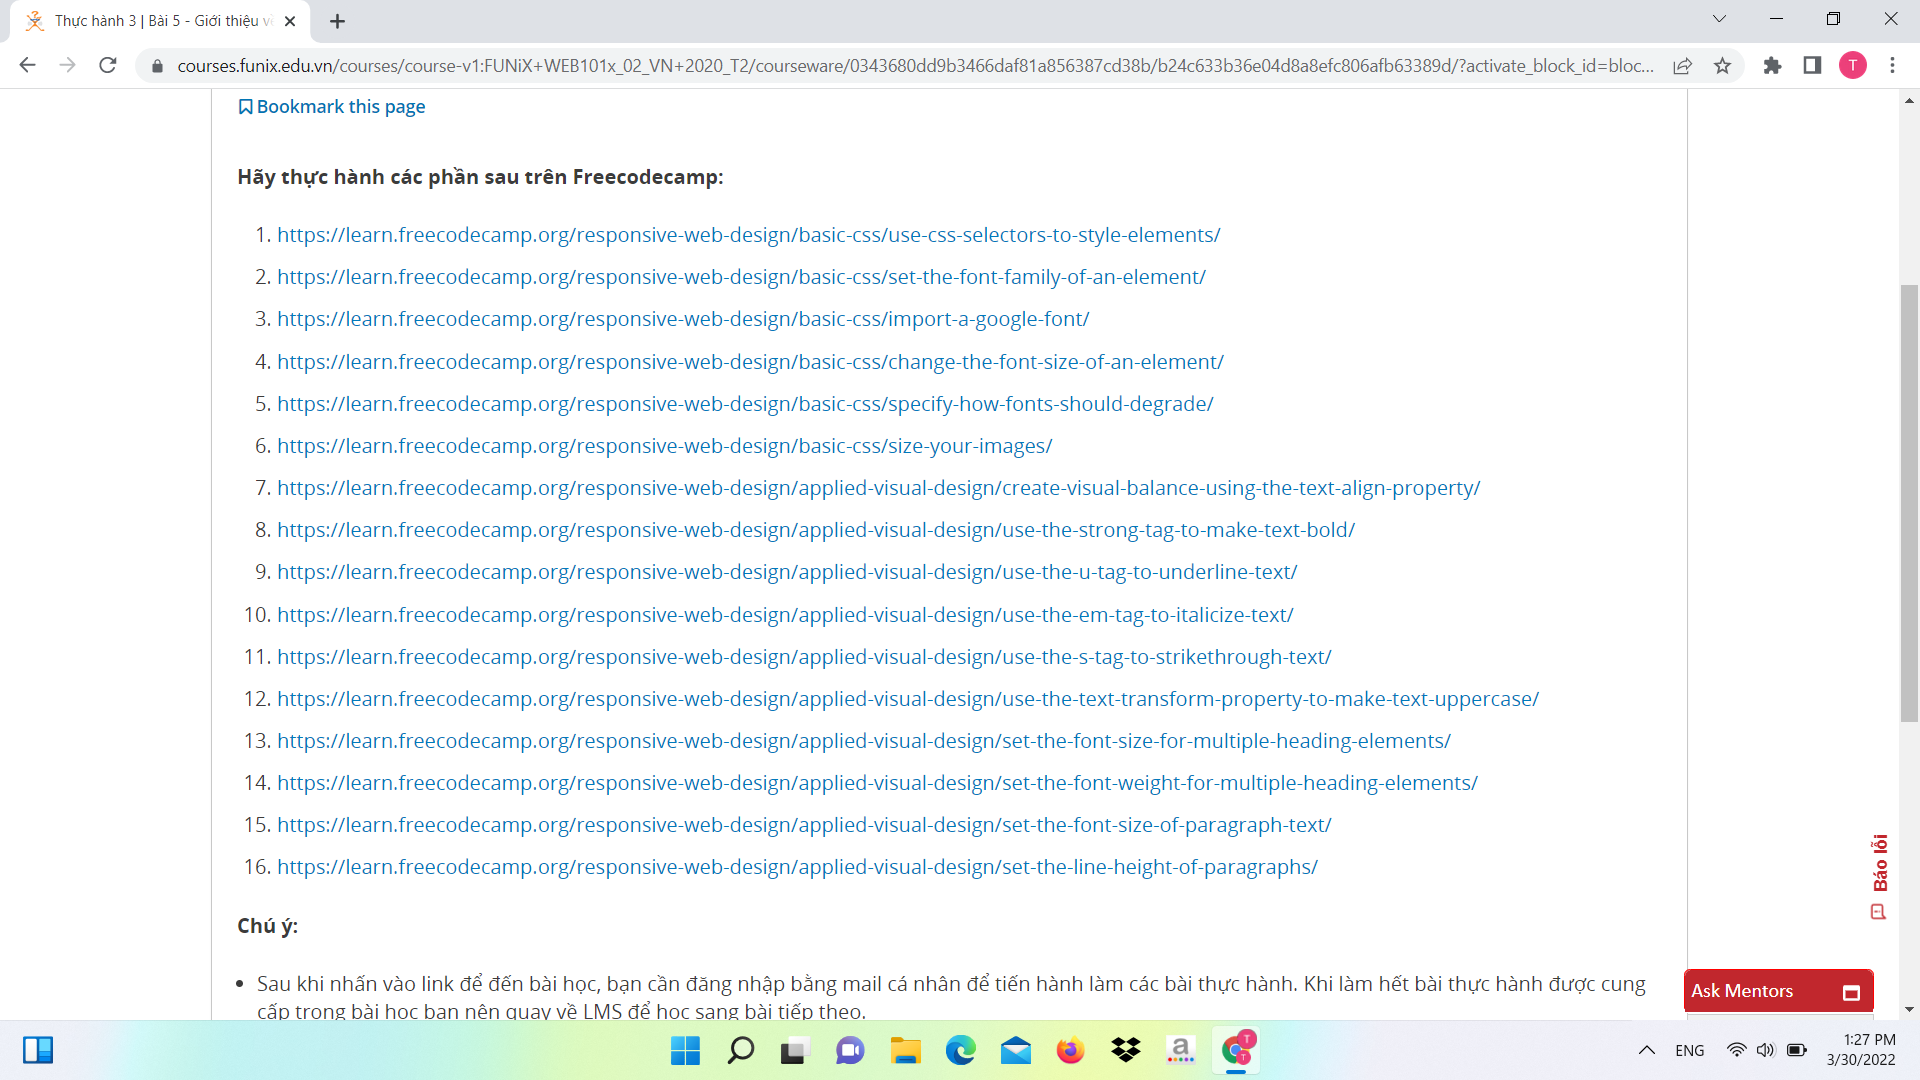 Thực hành 3 | Bài 5 - Giới thiệu v
courses.funix.edu.vn/courses/course-v1:FUNiX+WEB101x_02_VN+2020_T2/courseware/0343680dd9b3466daf81a856387cd38b/b24c633b36e04d8a8efc806afb63389d/?activate_block_id=bloc...
T
Bookmark this page
Hãy thực hành các phần sau trên Freecodecamp:
1. https://learn.freecodecamp.org/responsive-web-design/basic-css/use-css-selectors-to-style-elements/
2. https://learn.freecodecamp.org/responsive-web-design/basic-css/set-the-font-family-of-an-element/
3. https://learn.freecodecamp.org/responsive-web-design/basic-css/import-a-google-font/
4. https://learn.freecodecamp.org/responsive-web-design/basic-css/change-the-font-size-of-an-element/
5. https://learn.freecodecamp.org/responsive-web-design/basic-css/specify-how-fonts-should-degrade/
6. https://learn.freecodecamp.org/responsive-web-design/basic-css/size-your-images/
7. https://learn.freecodecamp.org/responsive-web-design/applied-visual-design/create-visual-balance-using-the-text-align-property/
8. https://learn.freecodecamp.org/responsive-web-design/applied-visual-design/use-the-strong-tag-to-make-text-bold/
9. https://learn.freecodecamp.org/responsive-web-design/applied-visual-design/use-the-u-tag-to-underline-text/
10. https://learn.freecodecamp.org/responsive-web-design/applied-visual-design/use-the-em-tag-to-italicize-text/
11. https://learn.freecodecamp.org/responsive-web-design/applied-visual-design/use-the-s-tag-to-strikethrough-text/
12. https://learn.freecodecamp.org/responsive-web-design/applied-visual-design/use-the-text-transform-property-to-make-text-uppercase/
13. https://learn.freecodecamp.org/responsive-web-design/applied-visual-design/set-the-font-size-for-multiple-heading-elements/
14. https://learn.freecodecamp.org/responsive-web-design/applied-visual-design/set-the-font-weight-for-multiple-heading-elements/
15. https://learn.freecodecamp.org/responsive-web-design/applied-visual-design/set-the-font-size-of-paragraph-text/
16. https://learn.freecodecamp.org/responsive-web-design/applied-visual-design/set-the-line-height-of-paragraphs/
Báo lỗi
Chú ý:
• Sau khi nhấn vào link để đến bài học, bạn cần đăng nhập bằng mail cá nhân để tiến hành làm các bài thực hành. Khi làm hết bài thực hành được cung
cấp trong bài học bạn nên quay về LMS để học sang bài tiếp theo.
Ask Mentors
a
T
T
ENG
1:27 PM
3/30/2022